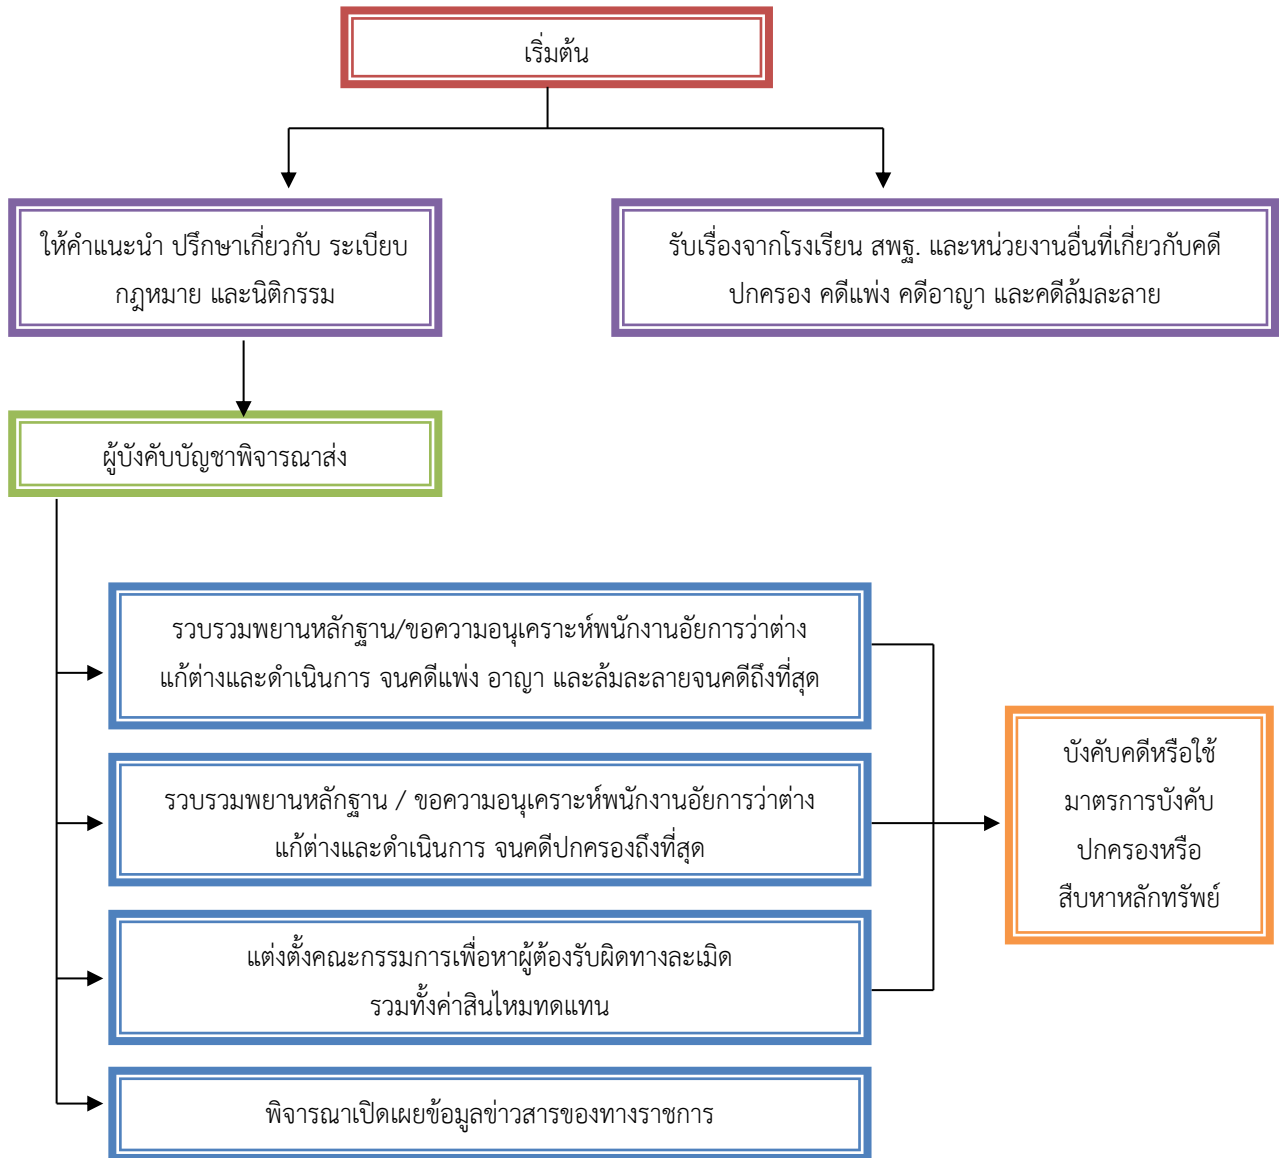 เริ่มต้น
ให้คำแนะนำ ปรึกษาเกี่ยวกับ ระเบียบ
กฎหมาย และนิติกรรม
รับเรื่องจากโรงเรียน สพฐ. และหน่วยงานอื่นที่เกี่ยวกับคดี
ปกครอง คดีแพ่ง คดีอาญา และคดีล้มละลาย
ผู้บังคับบัญชาพิจารณาส่ง
รวบรวมพยานหลักฐาน/ขอความอนุเคราะห์พนักงานอัยการว่าต่าง
แก้ต่างและดำเนินการ จนคดีแพ่ง อาญา และล้มละลายจนคดีถึงที่สุด
รวบรวมพยานหลักฐาน / ขอความอนุเคราะห์พนักงานอัยการว่าต่าง
แก้ต่างและดำเนินการ จนคดีปกครองถึงที่สุด
แต่งตั้งคณะกรรมการเพื่อหาผู้ต้องรับผิดทางละเมิด
รวมทั้งค่าสินไหมทดแทน
พิจารณาเปิดเผยข้อมูลข่าวสารของทางราชการ
บังคับคดีหรือใช้
มาตรการบังคับ
ปกครองหรือ
สืบหาหลักทรัพย์